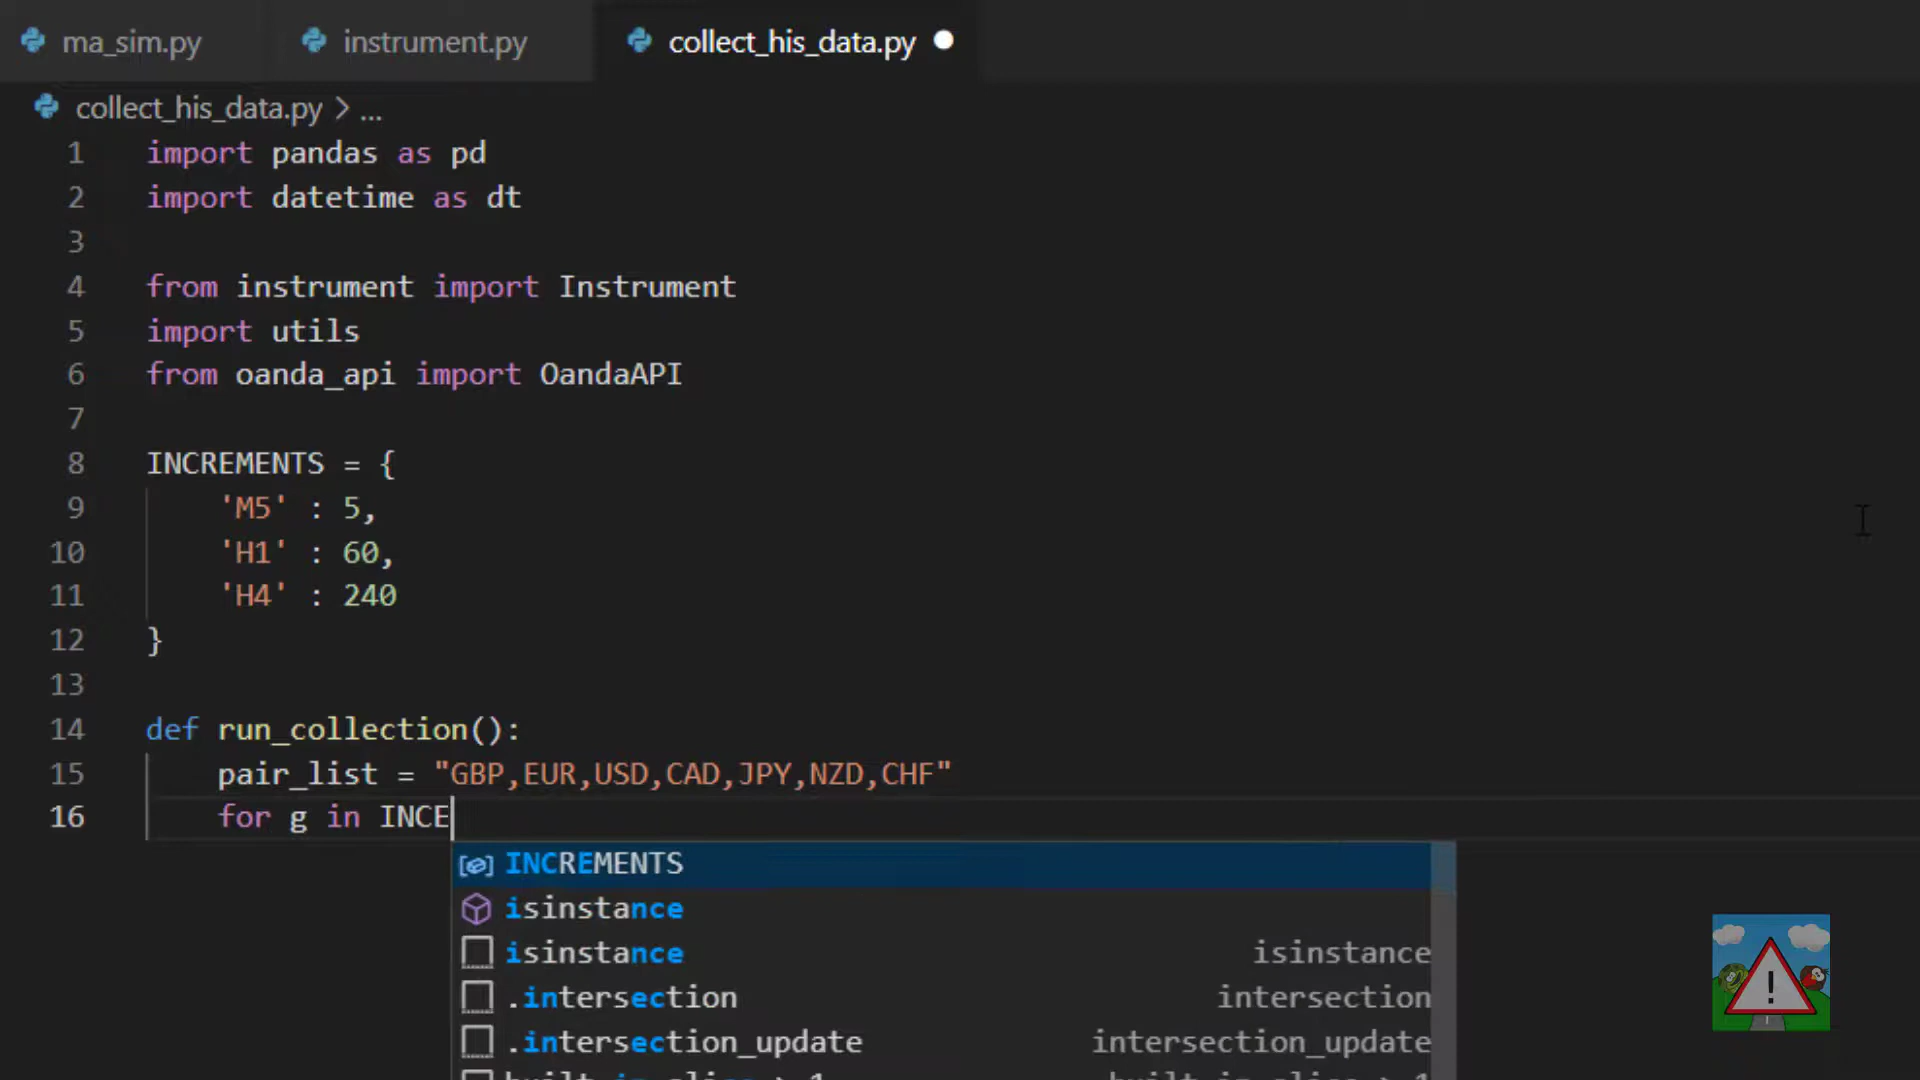 ma_sim.py instrument.py collect_his_data.py
collect_his_data.py > ...
1 import pandas as pd
2 import datetime as dt
3
4 from instrument import Instrument
5 import utils
6 from oanda_api import OandaAPI
7
8 INCREMENTS = {
9 'M5' : 5,
10 'H1' : 60,
11 'H4' : 240
12 }
13
14 def run_collection():
15 pair_list = "GBP,EUR,USD,CAD,JPY,NZD,CHF"
16 for g in INCE
INCREMENTS
isinstance
isinstance isinstance
.intersection intersection
.intersection_update intersection_update
!